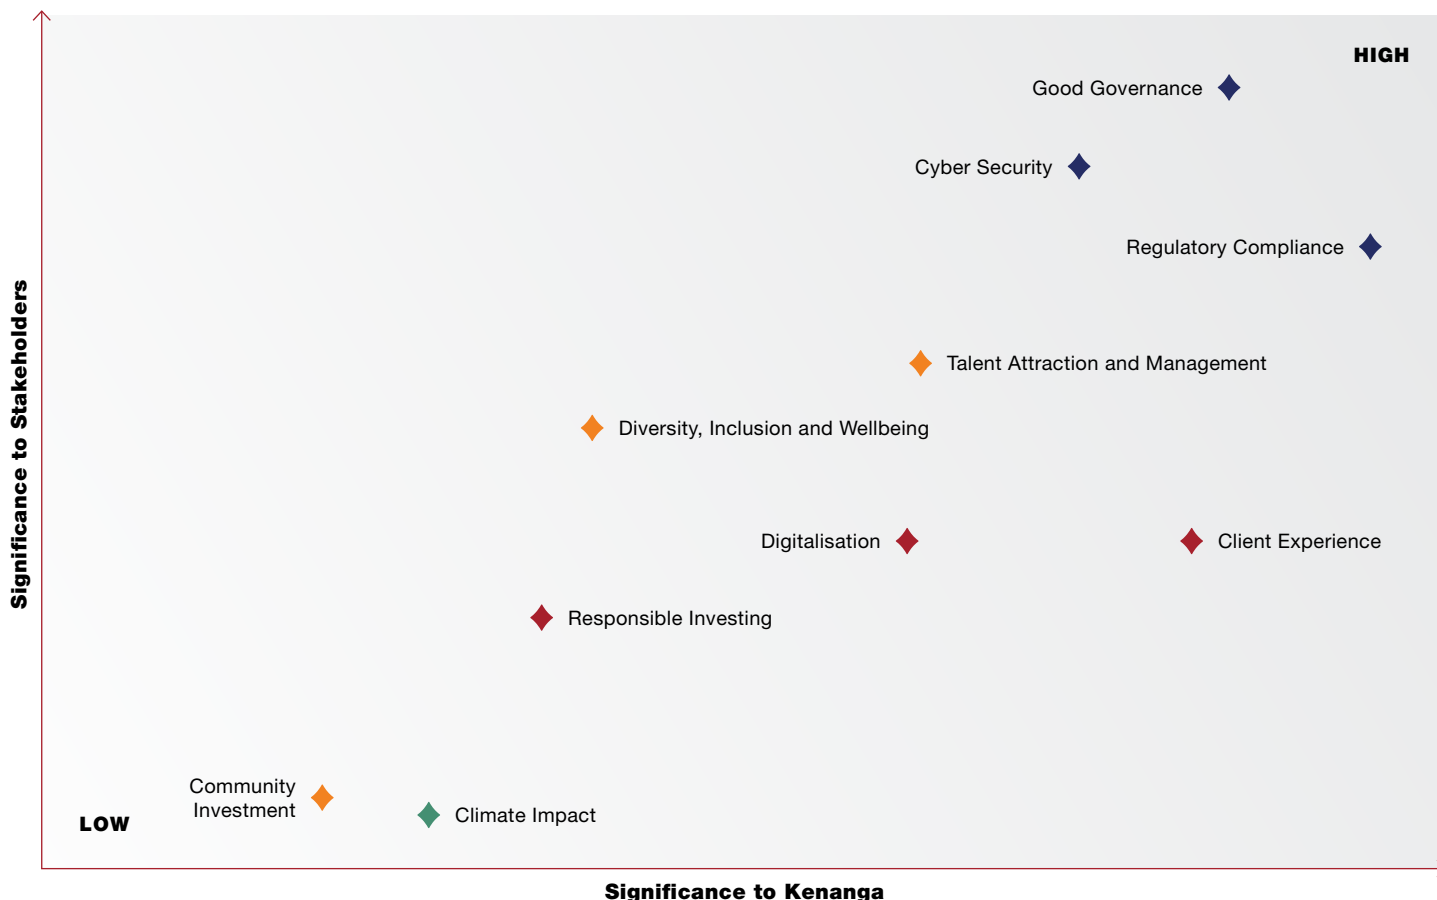 HIGH
Good Governance
Cyber Security
Regulatory Compliance
Significance to Stakeholders
Talent Attraction and Management
Diversity, Inclusion and Wellbeing
Digitalisation
Client Experience
Responsible Investing
Community
Investment
Climate Impact
LOW
Significance to Kenanga